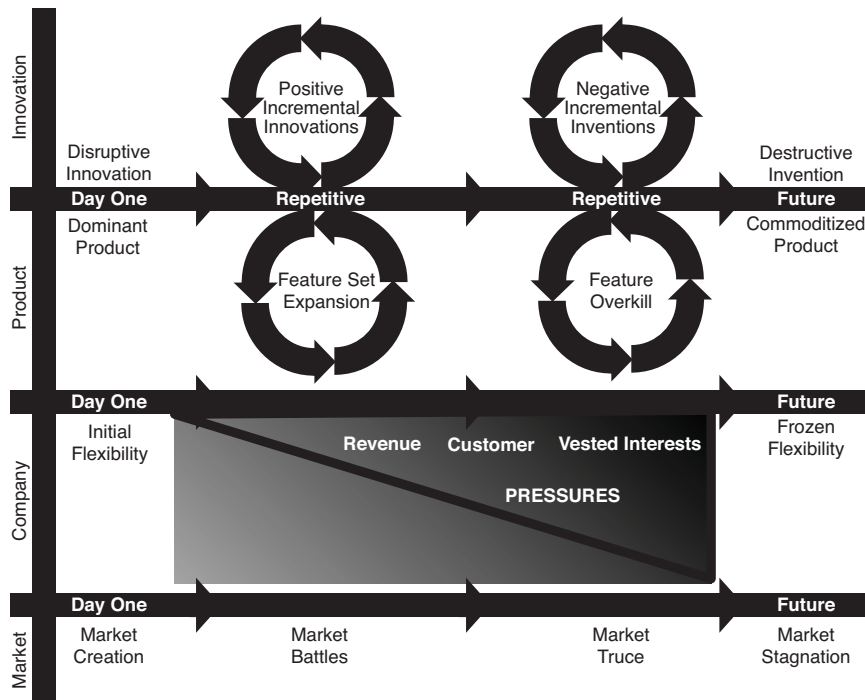 Innovation
Positive
Incremental
Innovations
Negative
Incremental
Inventions
Disruptive
Innovation
Destructive
Invention
Day One
Repetitive
Repetitive
Future
Dominant
Product
Commoditized
Product
Product
Feature Set
Expansion
Feature
Overkill
Day One
Future
Initial
Flexibility
Frozen
Flexibility
Company
Revenue
Customer
Vested Interests
PRESSURES
Day One
Future
Market
Market
Creation
Market
Battles
Market
Truce
Market
Stagnation